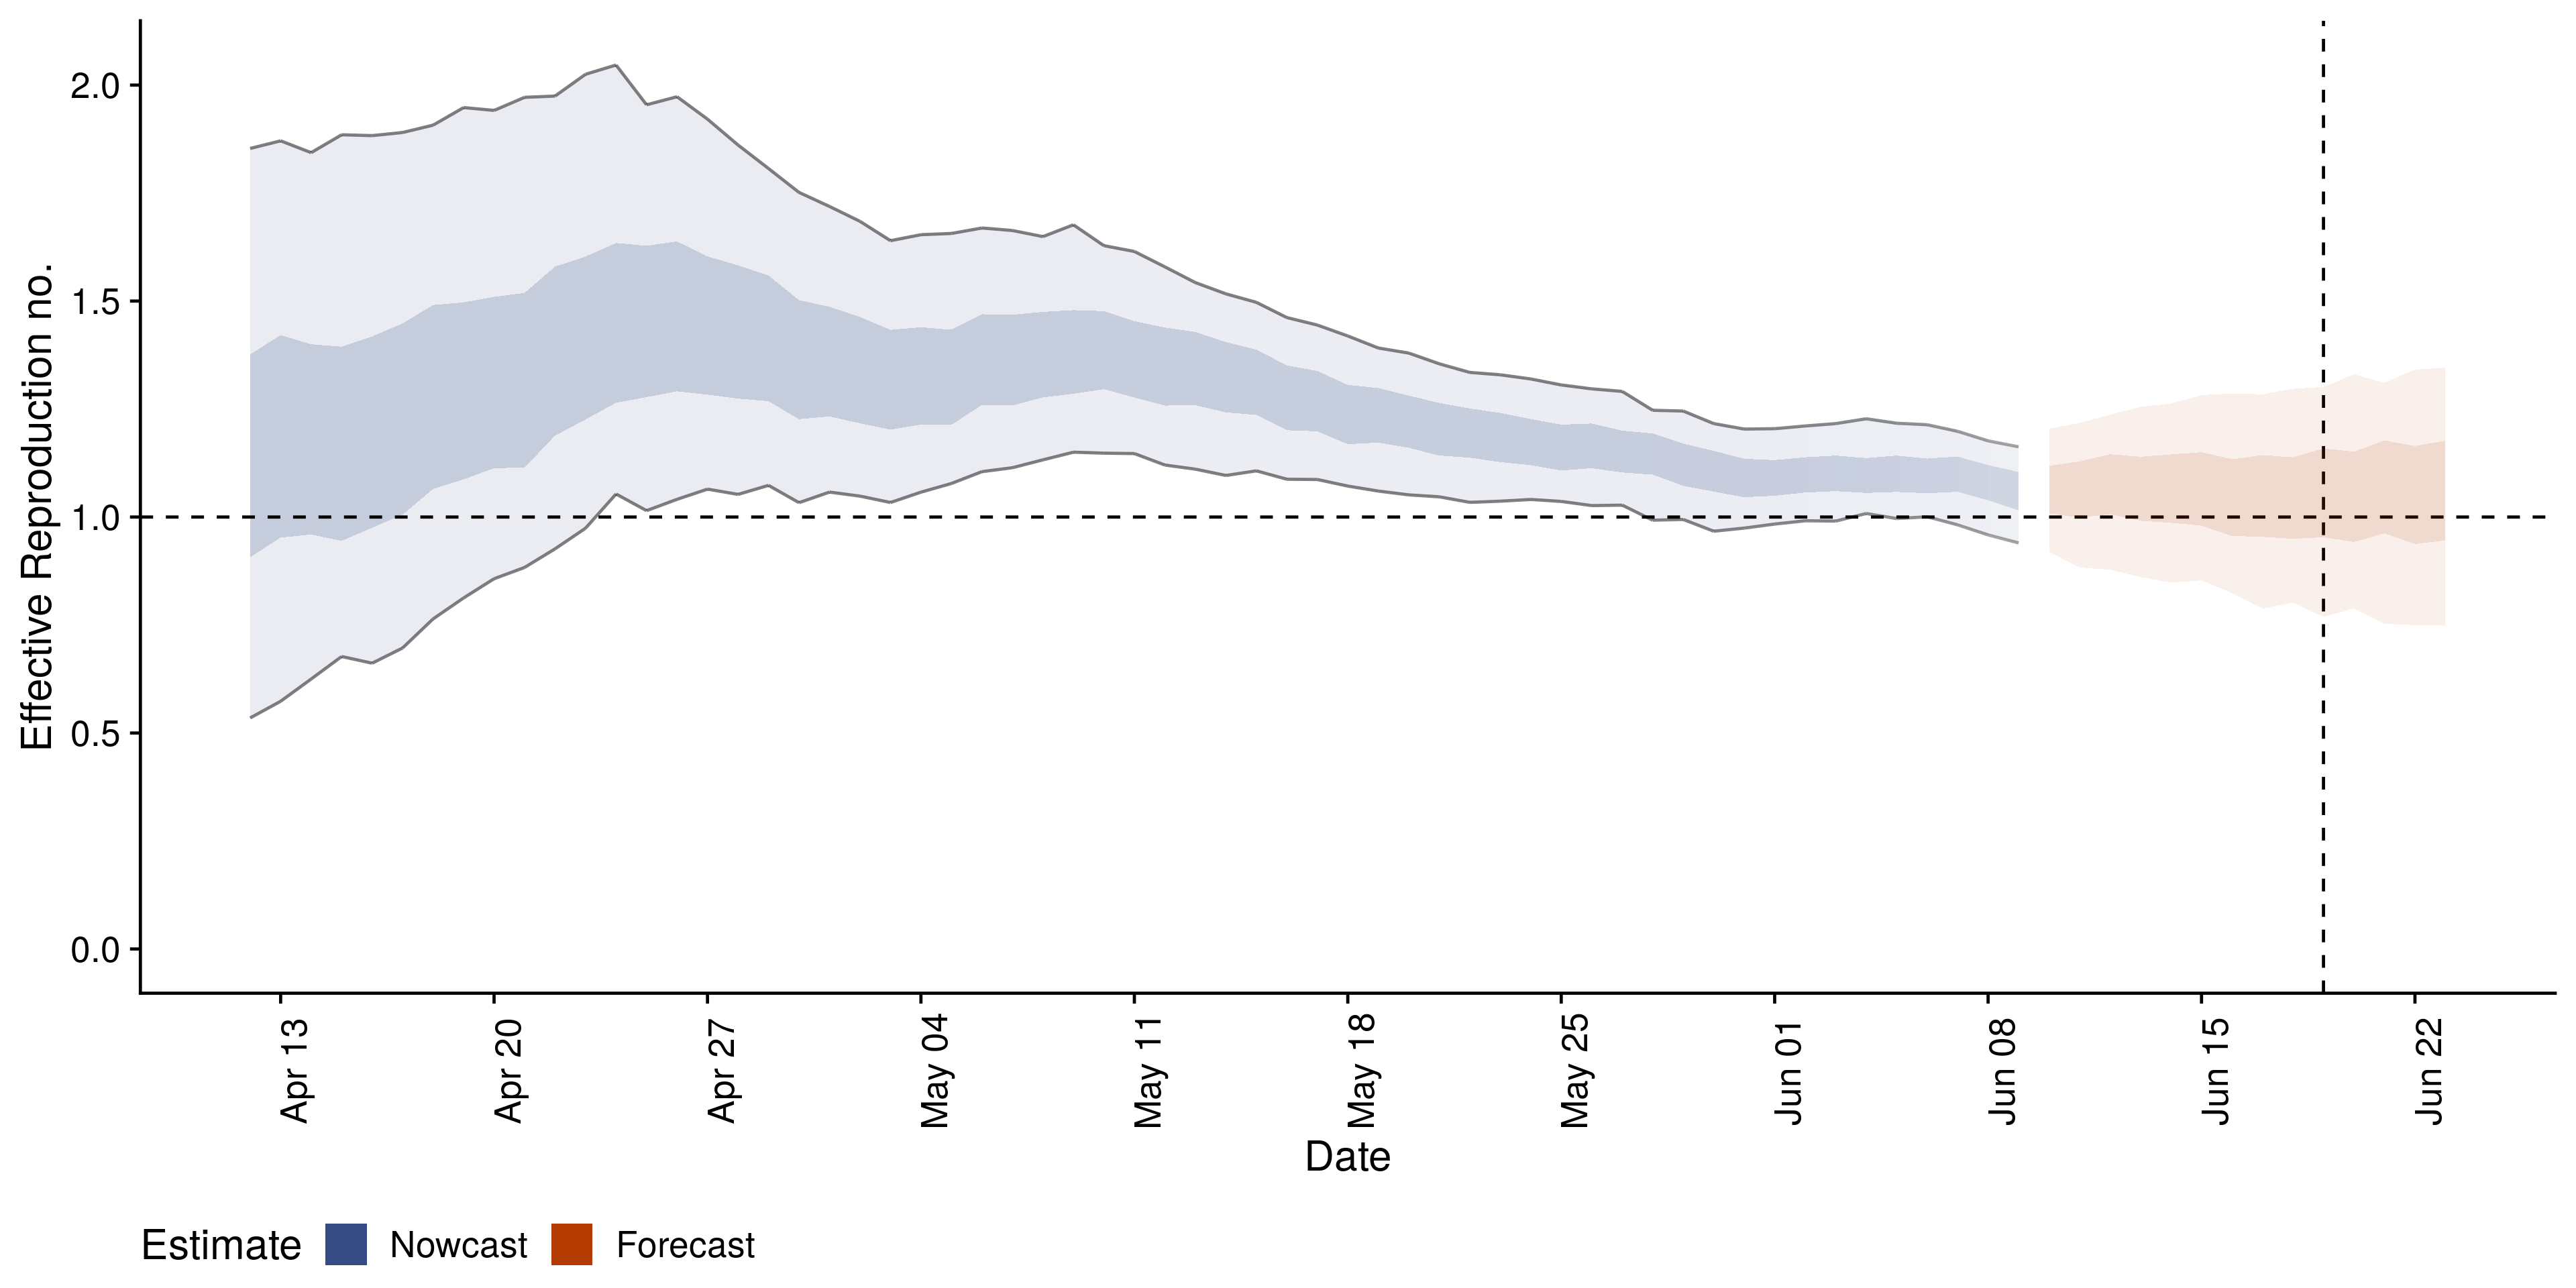 Effective Reproduction no.
2.0
1.5
1.0
0.5
0.0
Apr 13
Apr 20
Apr 27
May 04
May 11
May 18
May 25
Jun 01
Jun 08
Jun 15
Jun 22
Date
Estimate Nowcast Forecast